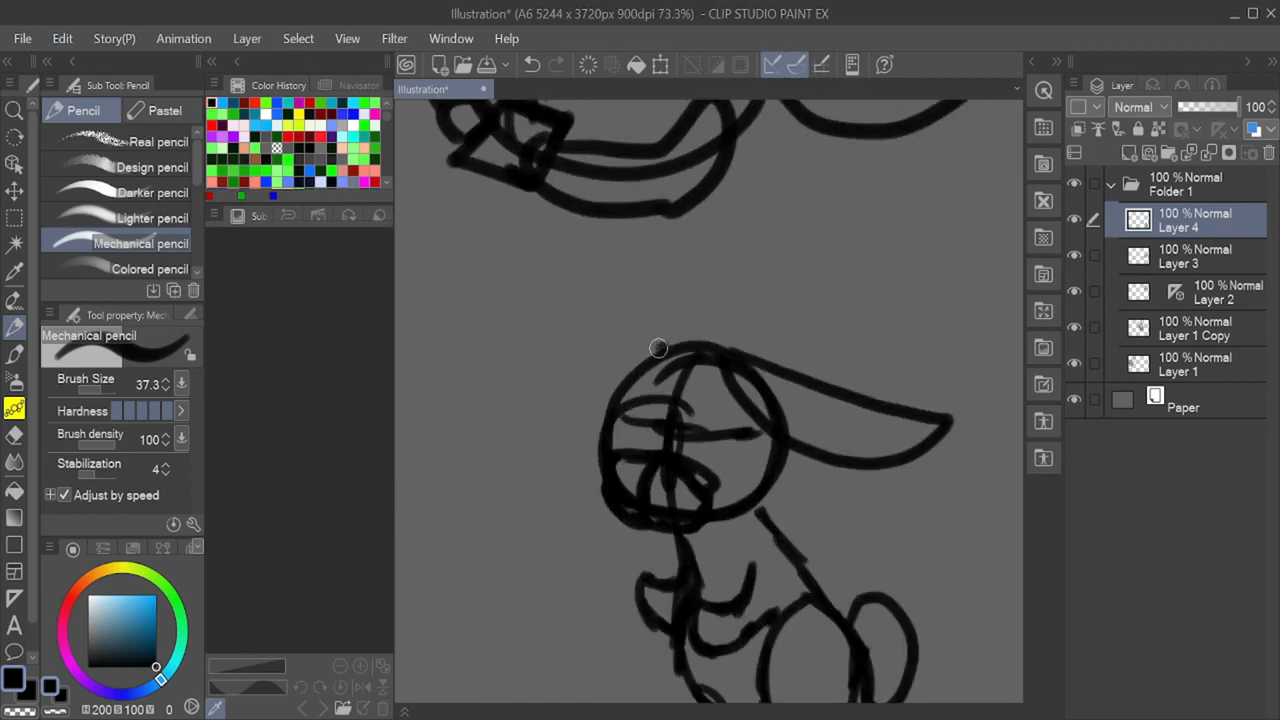 Illustration* (A6 5244 x 3720px 900dpi 73.3%) - CLIP STUDIO PAINT EX
File Edit Story(P) Animation Layer Select View Filter Window Help
Sub Tool: Pencil
Color History
Navigator
Illustration*
Layer
Pencil
Pastel
Normal
100
Real pencil
Design pencil
Darker pencil
Lighter pencil
Mechanical pencil
Colored pencil
Sub
100 % Normal
Folder 1
100 % Normal
Layer 4
100 % Normal
Layer 3
100 % Normal
Layer 2
100 % Normal
Layer 1 Copy
100 % Normal
Layer 1
Paper
Tool property: Mech
Mechanical pencil
Brush Size 37.3
Hardness
Brush density 100
Stabilization 4
Adjust by speed
H 200 S 100 V 0